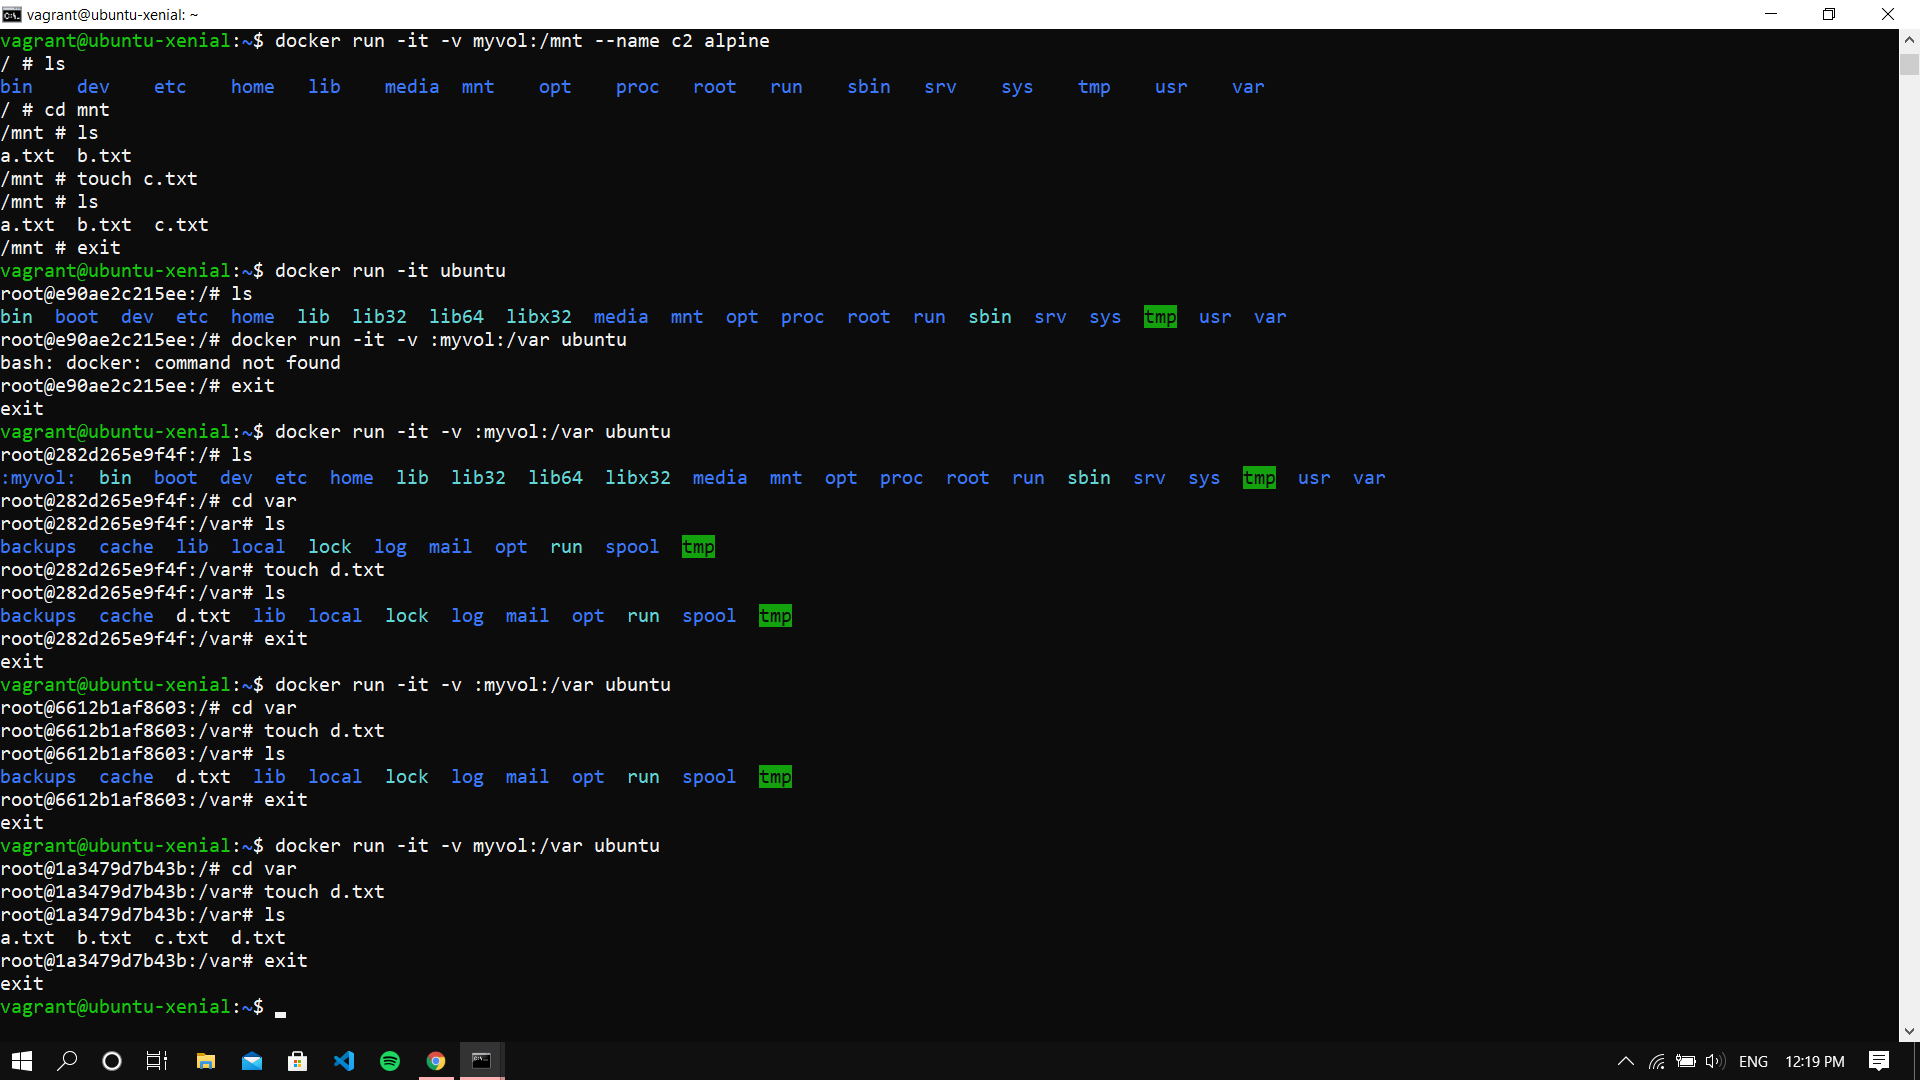 vagrant@ubuntu-xenial: ~
vagrant@ubuntu-xenial:~$ docker run -it -v myvol:/mnt --name c2 alpine
/ # ls
bin    dev    etc    home   lib    media  mnt    opt    proc   root   run    sbin   srv    sys    tmp    usr    var
/ # cd mnt
/mnt # ls
a.txt  b.txt
/mnt # touch c.txt
/mnt # ls
a.txt  b.txt  c.txt
/mnt # exit
vagrant@ubuntu-xenial:~$ docker run -it ubuntu
root@e90ae2c215ee:/# ls
bin  boot  dev  etc  home  lib  lib32  lib64  libx32  media  mnt  opt  proc  root  run  sbin  srv  sys  tmp  usr  var
root@e90ae2c215ee:/# docker run -it -v :myvol:/var ubuntu
bash: docker: command not found
root@e90ae2c215ee:/# exit
exit
vagrant@ubuntu-xenial:~$ docker run -it -v :myvol:/var ubuntu
root@282d265e9f4f:/# ls
:myvol:  bin  boot  dev  etc  home  lib  lib32  lib64  libx32  media  mnt  opt  proc  root  run  sbin  srv  sys  tmp  usr  var
root@282d265e9f4f:/# cd var
root@282d265e9f4f:/var# ls
backups  cache  lib  local  lock  log  mail  opt  run  spool  tmp
root@282d265e9f4f:/var# touch d.txt
root@282d265e9f4f:/var# ls
backups  cache  d.txt  lib  local  lock  log  mail  opt  run  spool  tmp
root@282d265e9f4f:/var# exit
exit
vagrant@ubuntu-xenial:~$ docker run -it -v :myvol:/var ubuntu
root@6612b1af8603:/# cd var
root@6612b1af8603:/var# touch d.txt
root@6612b1af8603:/var# ls
backups  cache  d.txt  lib  local  lock  log  mail  opt  run  spool  tmp
root@6612b1af8603:/var# exit
exit
vagrant@ubuntu-xenial:~$ docker run -it -v myvol:/var ubuntu
root@1a3479d7b43b:/# cd var
root@1a3479d7b43b:/var# touch d.txt
root@1a3479d7b43b:/var# ls
a.txt  b.txt  c.txt  d.txt
root@1a3479d7b43b:/var# exit
exit
vagrant@ubuntu-xenial:~$
ENG 12:19 PM